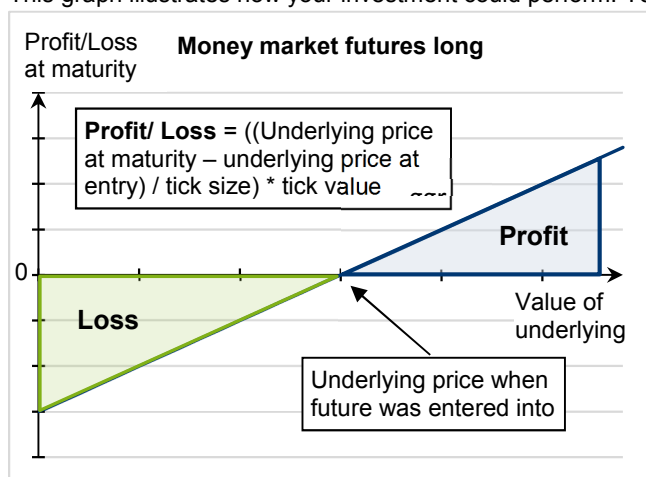 This graph illustrates how your investment could perform.
Profit/Loss
at maturity
Money market futures long
Profit/ Loss = ((Underlying price
at maturity – underlying price at
entry) / tick size) * tick value
Profit
0
Loss
Value of
underlying
Underlying price when
future was entered into